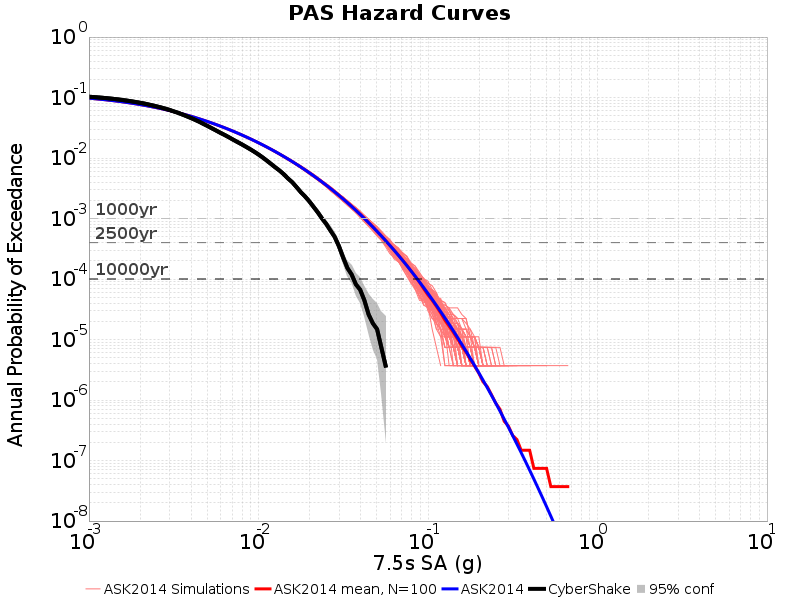 PAS Hazard Curves
Annual Probability of Exceedance
10^0
10^-1
10^-2
10^-3
10^-4
10^-5
10^-6
10^-7
10^-8
1000yr
2500yr
10000yr
10^-3 10^-2 10^-1 10^0 10^1
7.5s SA (g)
ASK2014 Simulations ASK2014 mean, N=100 ASK2014 CyberShake 95% conf